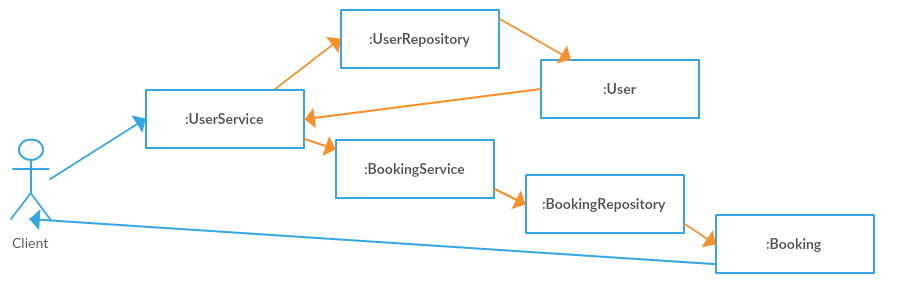 :UserRepository
:User
:UserService
:BookingService
:BookingRepository
:Booking
Client